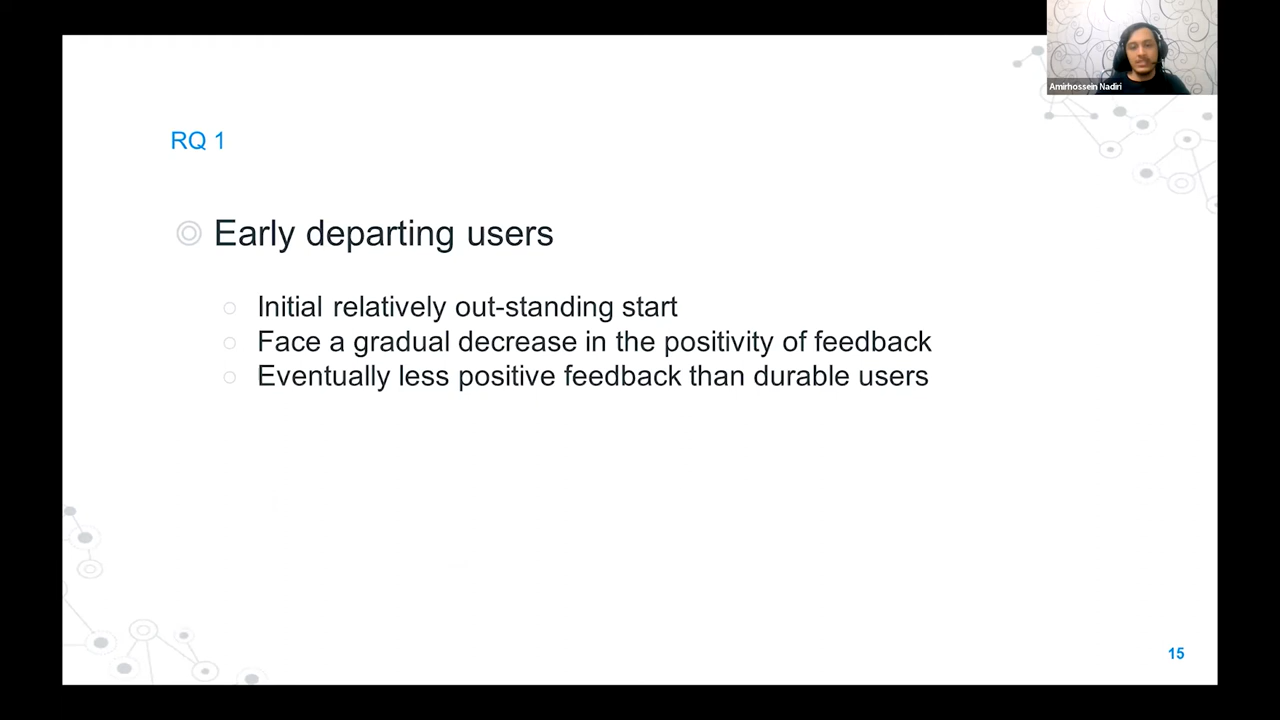 Amirhossein Nadiri
RQ 1
Early departing users
Initial relatively out-standing start
Face a gradual decrease in the positivity of feedback
Eventually less positive feedback than durable users
15